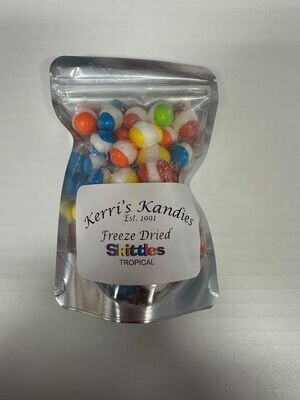 Kerri's Kandies
Est. 1991
Freeze Dried
Skittles
TROPICAL